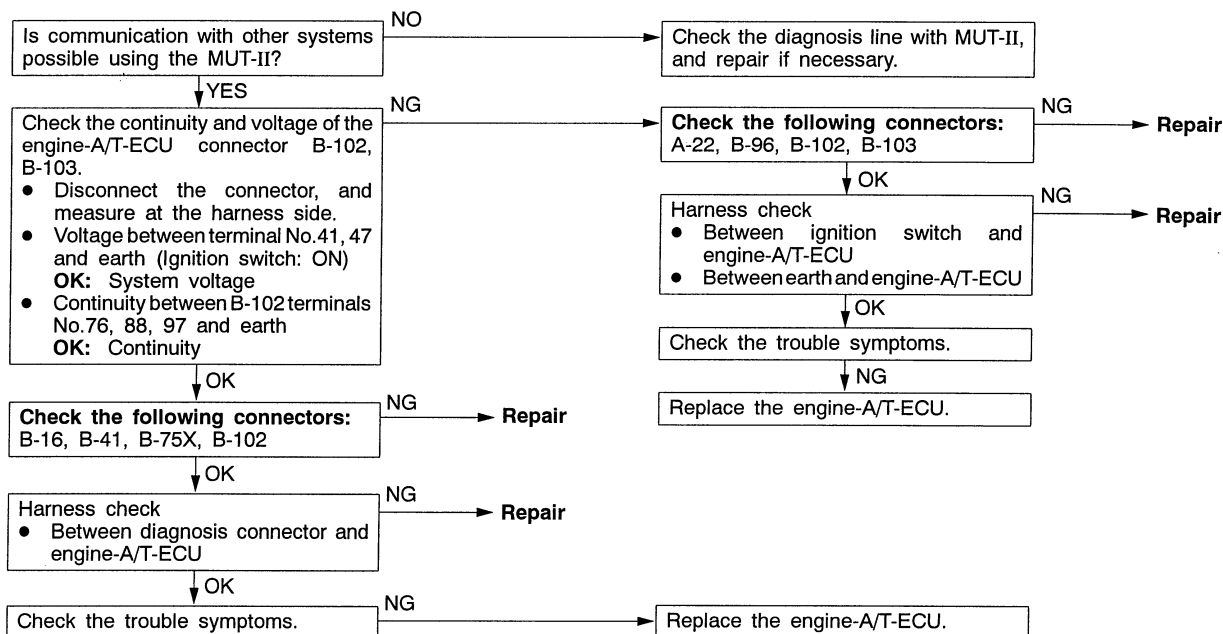 Is communication with other systems
possible using the MUT-II?
NO
Check the diagnosis line with MUT-II,
and repair if necessary.
YES
Check the continuity and voltage of the
engine-A/T-ECU connector B-102,
B-103.
● Disconnect the connector, and
measure at the harness side.
● Voltage between terminal No.41, 47
and earth (Ignition switch: ON)
OK: System voltage
● Continuity between B-102 terminals
No.76, 88, 97 and earth
OK: Continuity
NG
Check the following connectors:
A-22, B-96, B-102, B-103
NG
Repair
OK
Harness check
● Between ignition switch and
engine-A/T-ECU
● Between earth and engine-A/T-ECU
NG
Repair
OK
Check the trouble symptoms.
NG
Replace the engine-A/T-ECU.
OK
Check the following connectors:
B-16, B-41, B-75X, B-102
NG
Repair
OK
Harness check
● Between diagnosis connector and
engine-A/T-ECU
NG
Repair
OK
Check the trouble symptoms.
NG
Replace the engine-A/T-ECU.